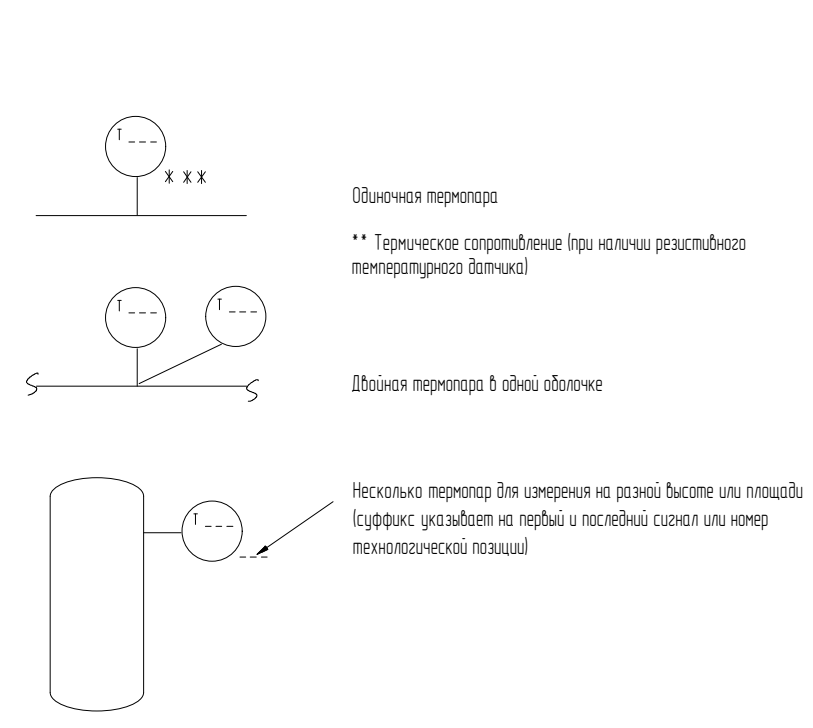 T _ _ _
* **
Одиночная термопара
** Термическое сопротивление (при наличии резистивного
температурного датчика)
T _ _ _
T _ _ _
Двойная термопара в одной оболочке
Несколько термопар для измерения на разной высоте или площади
(суффикс указывает на первый и последний сигнал или номер
технологической позиции)
T _ _ _
_ _ _